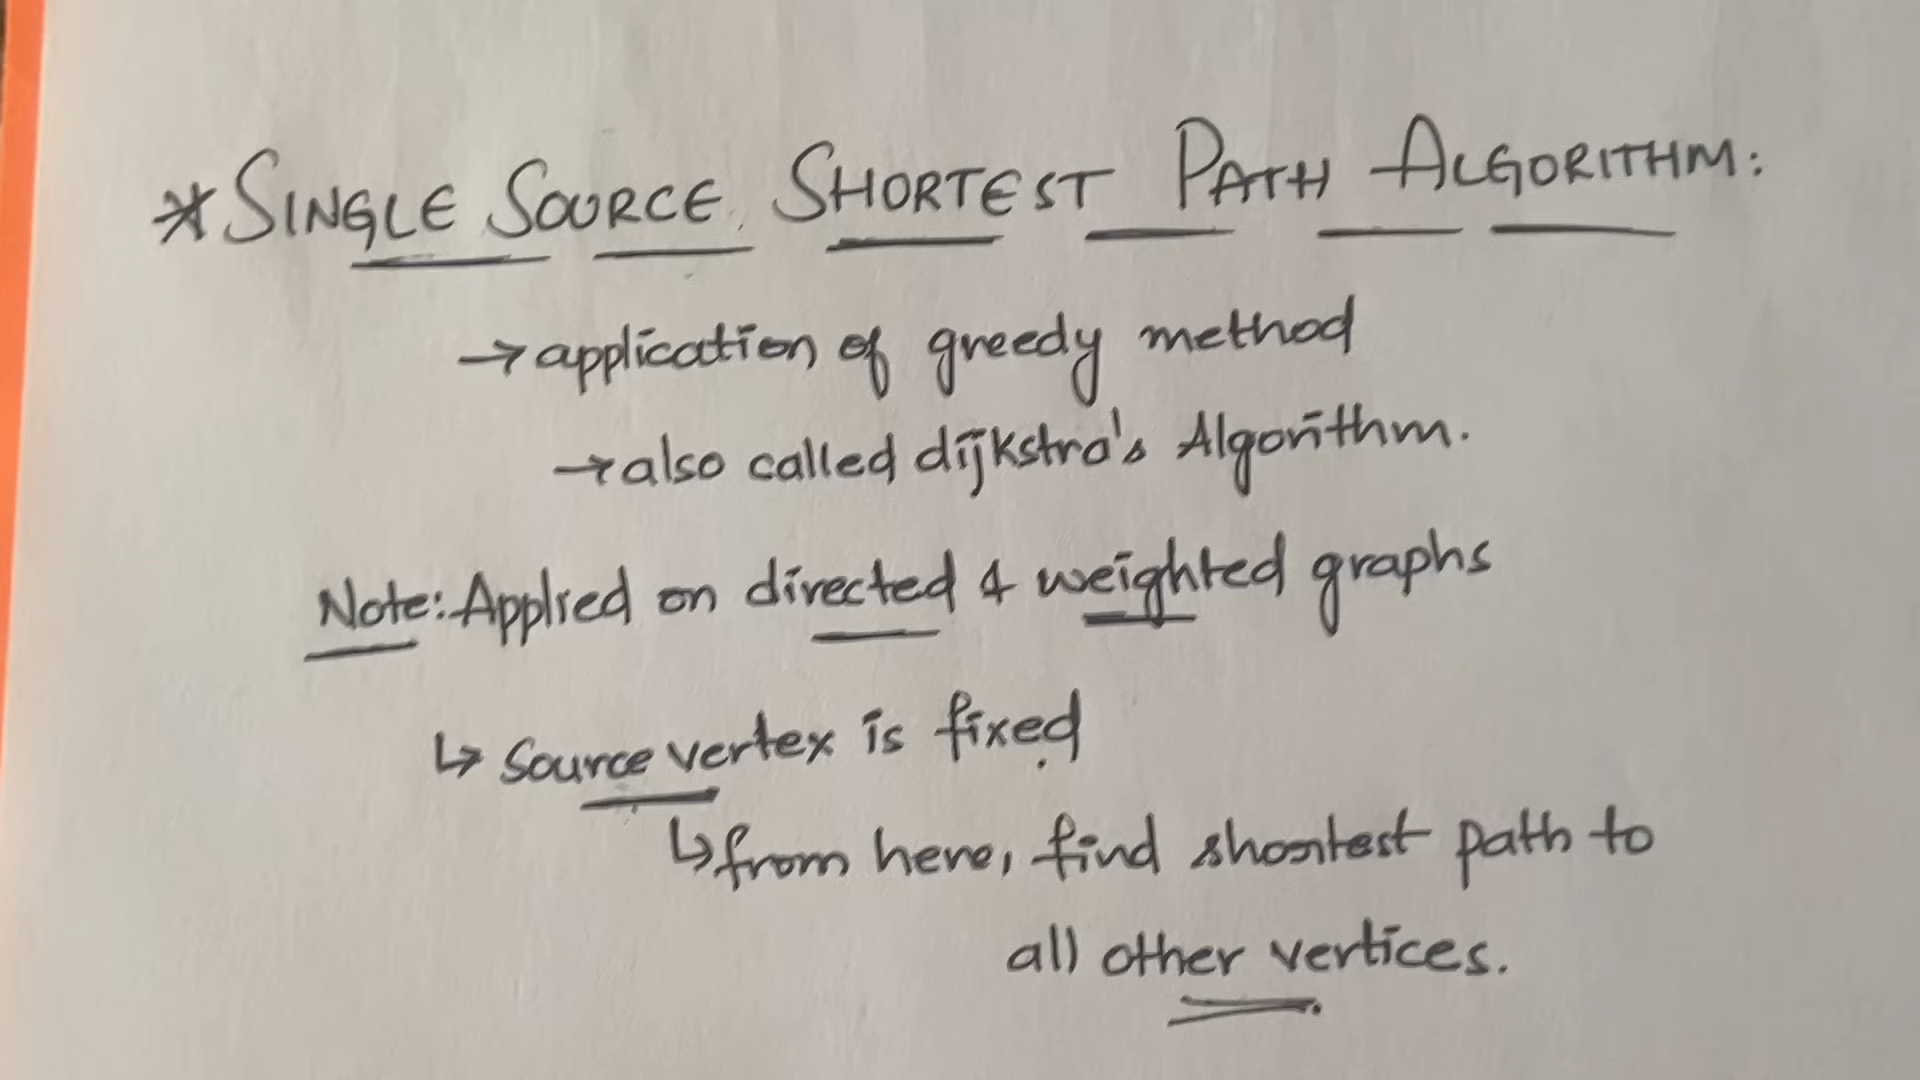 *SINGLE SOURCE SHORTEST PATH ALGORITHM:
→ application of greedy method
→ also called dijkstra's Algorithm.
Note: Applied on directed & weighted graphs
↳ Source vertex is fixed
↳ from here, find shortest path to
all other vertices.